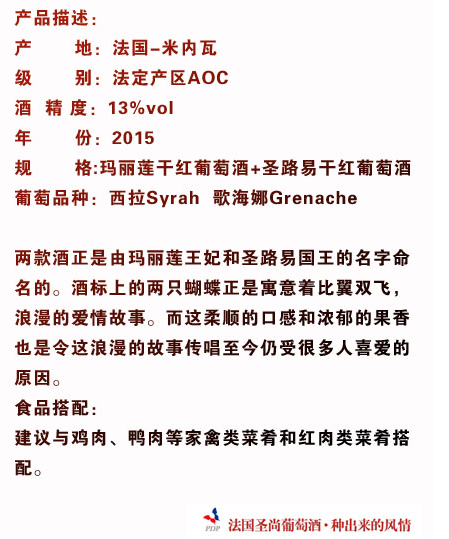 产品描述：
产　　地：法国-米内瓦
级　　别：法定产区AOC
酒 精 度：13%vol
年　　份：2015
规　　格:玛丽莲干红葡萄酒+圣路易干红葡萄酒
葡萄品种：西拉Syrah 歌海娜Grenache
两款酒正是由玛丽莲王妃和圣路易国王的名字命
名的。酒标上的两只蝴蝶正是寓意着比翼双飞，
浪漫的爱情故事。而这柔顺的口感和浓郁的果香
也是令这浪漫的故事传唱至今仍受很多人喜爱的
原因。
食品搭配：
建议与鸡肉、鸭肉等家禽类菜肴和红肉类菜肴搭
配。
PDP 法国圣尚葡萄酒·种出来的风情